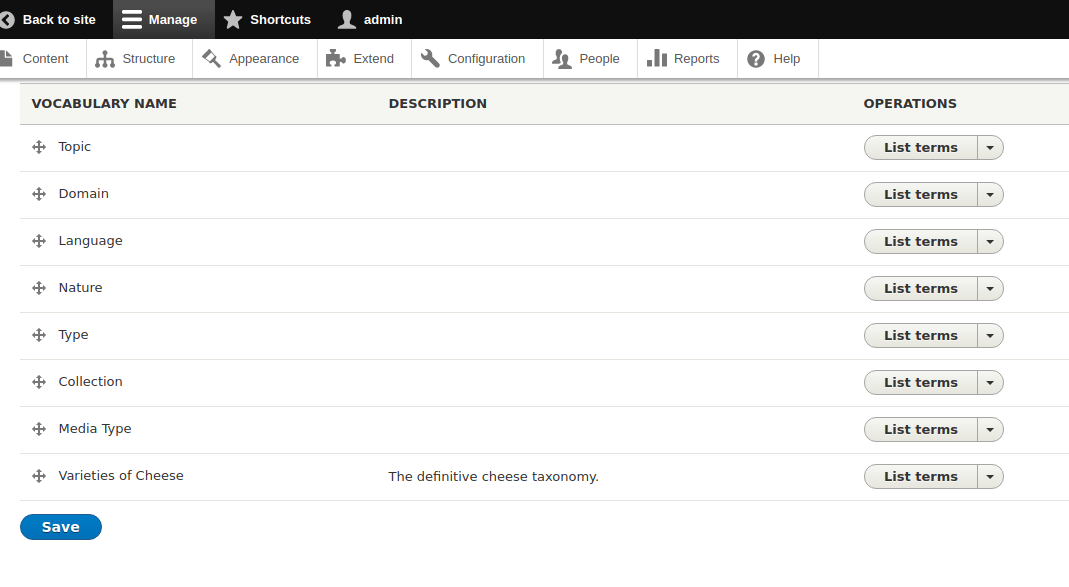 Back to site Manage Shortcuts admin
Content Structure Appearance Extend Configuration People Reports Help
VOCABULARY NAME DESCRIPTION OPERATIONS
Topic List terms
Domain List terms
Language List terms
Nature List terms
Type List terms
Collection List terms
Media Type List terms
Varieties of Cheese The definitive cheese taxonomy. List terms
Save